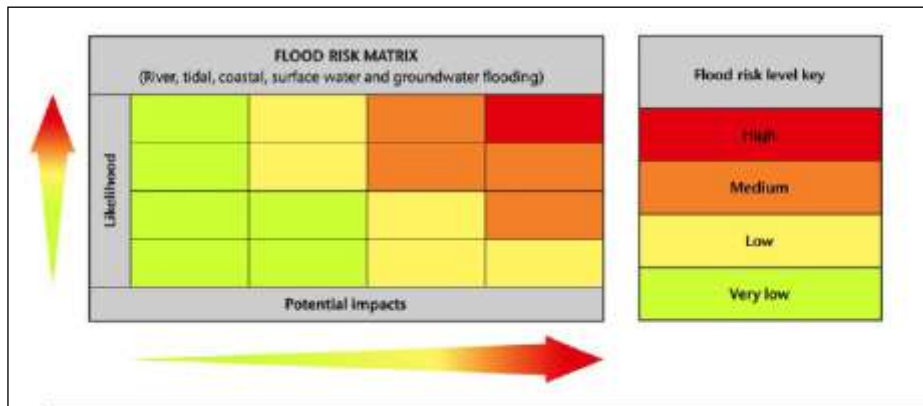 FLOOD RISK MATRIX
(River, tidal, coastal, surface water and groundwater flooding)
Likelihood
Potential impacts
Flood risk level key
High
Medium
Low
Very low